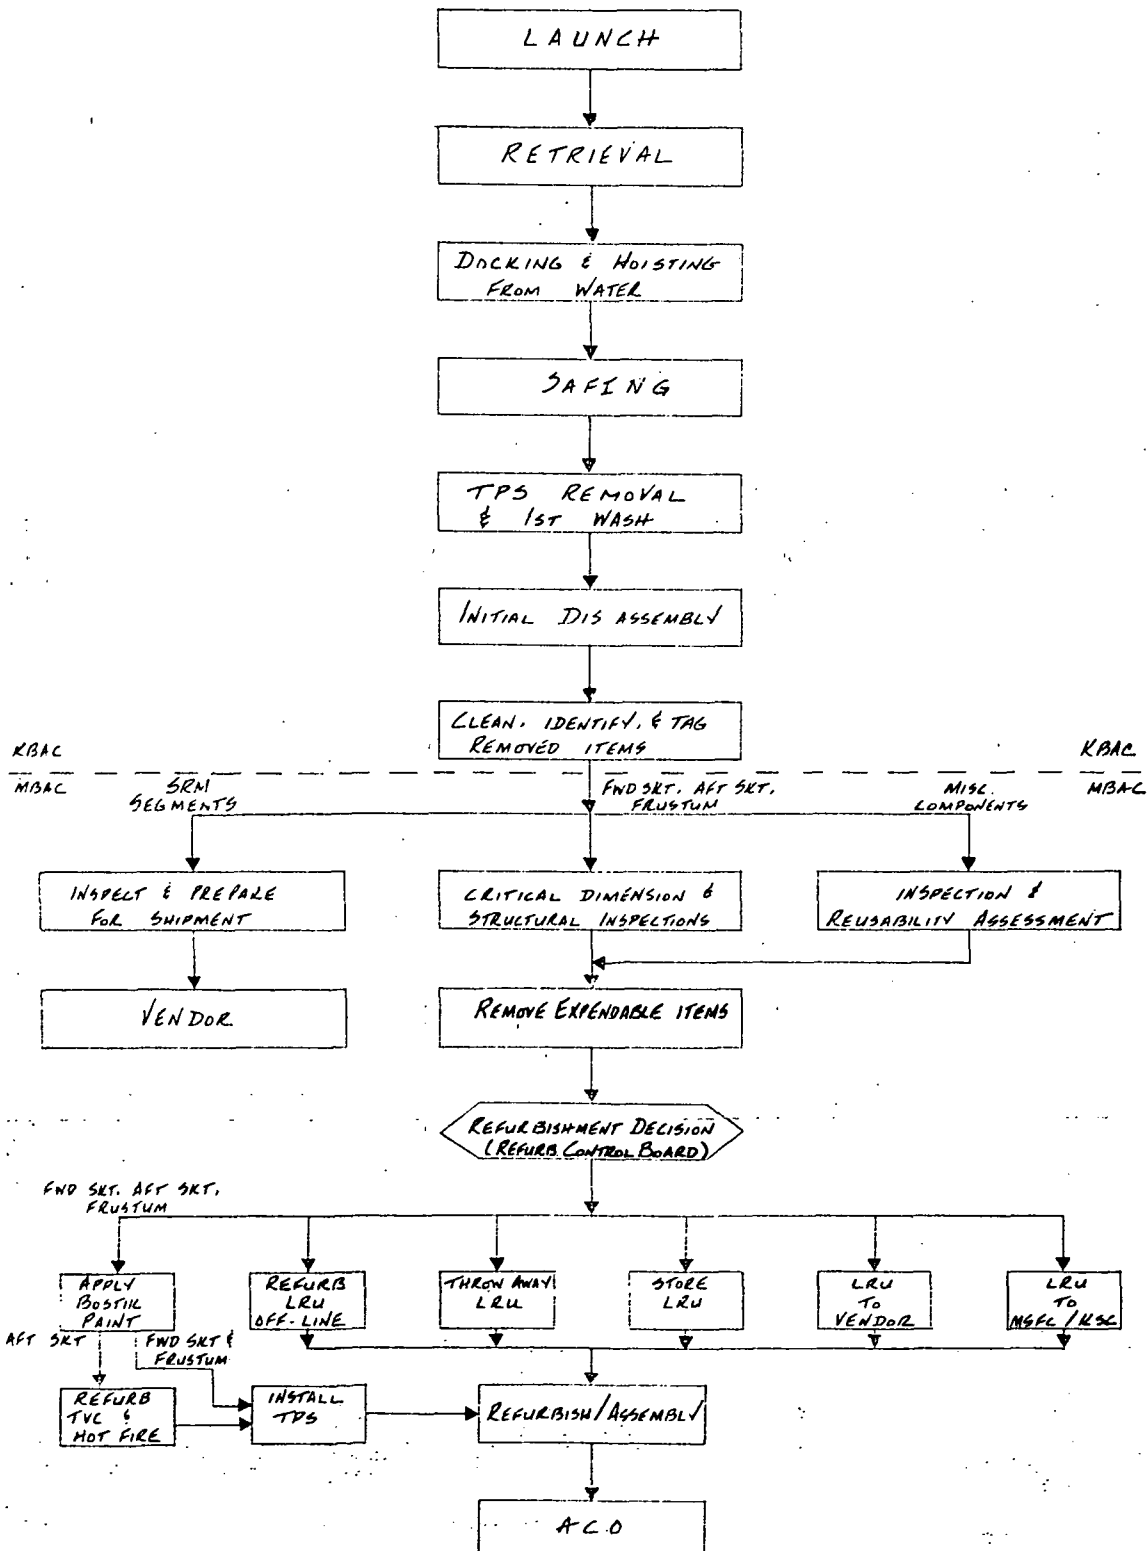 LAUNCH
RETRIEVAL
DOCKING & HOISTING
FROM WATER
SAFING
TPS REMOVAL
& 1ST WASH
INITIAL DIS ASSEMBLY
CLEAN, IDENTIFY, & TAG
REMOVED ITEMS
KBAC
KBAC
MBAC
SRM
SEGMENTS
FWD SKT, AFT SKT,
FRUSTUM
MISC.
COMPONENTS
MBAC
INSPECT & PREPARE
FOR SHIPMENT
CRITICAL DIMENSION &
STRUCTURAL INSPECTIONS
INSPECTION &
REUSABILITY ASSESSMENT
VENDOR
REMOVE EXPENDABLE ITEMS
REFURBISHMENT DECISION
(REFURB CONTROL BOARD)
FWD SKT, AFT SKT,
FRUSTUM
APPLY
BOSTIK
PAINT
REFURB
LRU
OFF-LINE
THROW AWAY
LRU
STORE
LRU
LRU
TO
VENDOR
LRU
TO
MSFC/KSC
AFT SKT
FWD SKT &
FRUSTUM
REFURB
TVC &
HOT FIRE
INSTALL
TPS
REFURBISH/ASSEMBLY
A.C.O